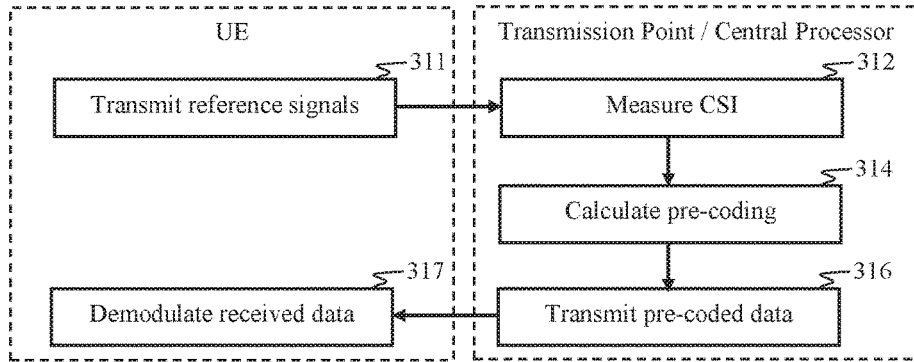 UE
Transmission Point / Central Processor
311
312
Transmit reference signals
Measure CSI
314
Calculate pre-coding
317
316
Demodulate received data
Transmit pre-coded data